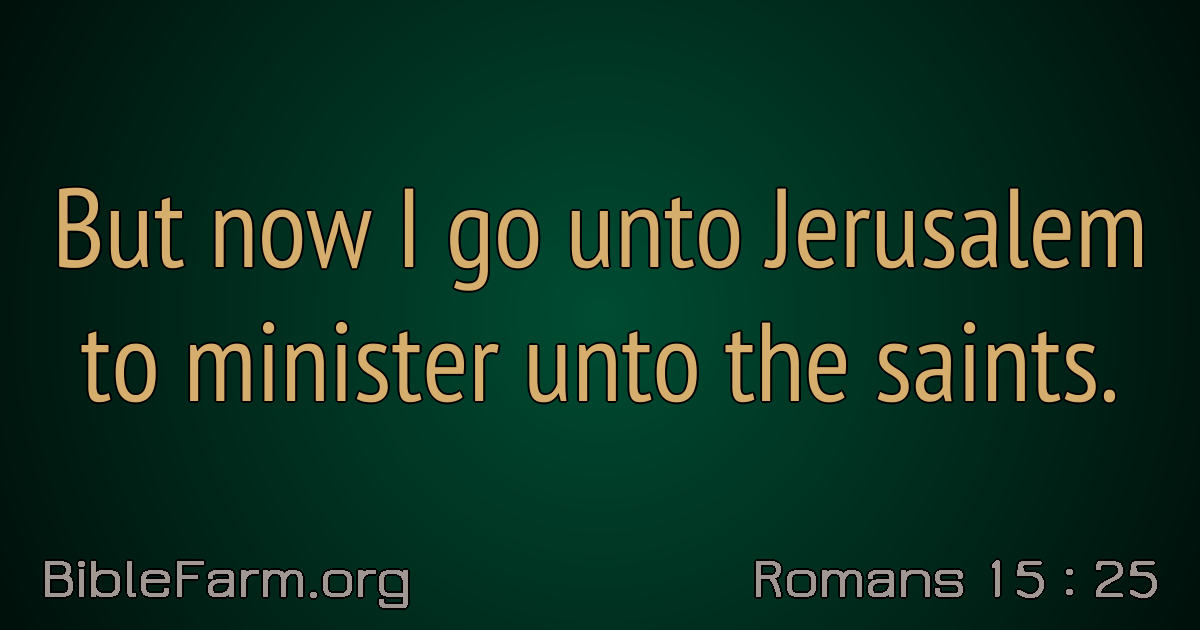 But now I go unto Jerusalem
to minister unto the saints.
BibleFarm.org
Romans 15 : 25